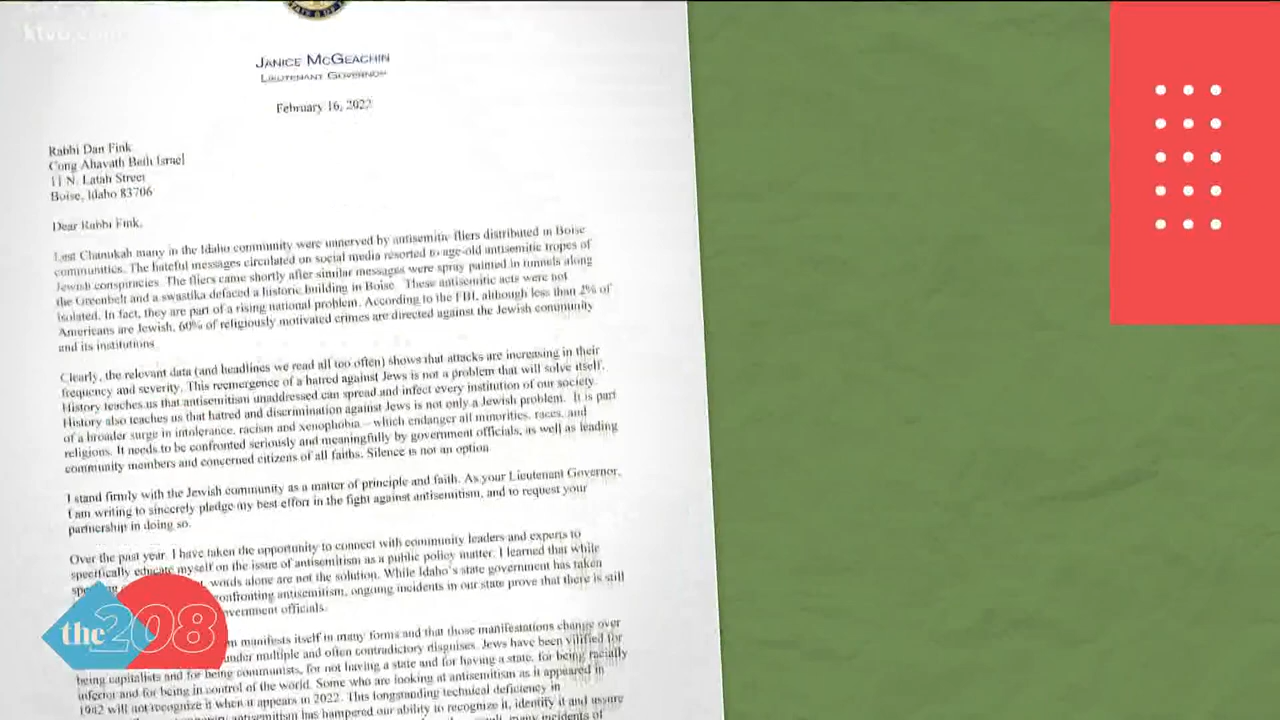 ktvb.com
JANICE MCGEACHIN
LIEUTENANT GOVERNOR
February 16, 2022
Rabbi Dan Fink
Cong Ahavath Beth Israel
11 N. Latah Street
Boise, Idaho 83706
Dear Rabbi Fink,
Last Chanukah many in the Idaho community were unnerved by antisemitic fliers distributed in Boise
communities. The hateful messages circulated on social media resorted to age-old antisemitic tropes of
Jewish conspiracies. The fliers came shortly after similar messages were spray painted in tunnels along
the Greenbelt and a swastika defaced a historic building in Boise. These antisemitic acts were not
isolated. In fact, they are part of a rising national problem. According to the FBI, although less than 2% of
Americans are Jewish, 60% of religiously motivated crimes are directed against the Jewish community
and its institutions
Clearly, the relevant data (and headlines we read all too often) shows that attacks are increasing in their
frequency and severity. This reemergence of a hatred against Jews is not a problem that will solve itself.
History teaches us that antisemitism unaddressed can spread and infect every institution of our society.
History also teaches us that hatred and discrimination against Jews is not only a Jewish problem. It is part
of a broader surge in intolerance, racism and xenophobia – which endanger all minorities, races, and
religions. It needs to be confronted seriously and meaningfully by government officials, as well as leading
community members and concerned citizens of all faiths. Silence is not an option
I stand firmly with the Jewish community as a matter of principle and faith. As your Lieutenant Governor,
I am writing to sincerely pledge my best effort in the fight against antisemitism, and to request your
partnership in doing so.
Over the past year, I have taken the opportunity to connect with community leaders and experts to
specifically educate myself on the issue of antisemitism as a public policy matter. I learned that while
words alone are not the solution. While Idaho's state government has taken
confronting antisemitism, ongoing incidents in our state prove that there is still
government officials.
manifests itself in many forms and that those manifestations change over
under multiple and often contradictory disguises. Jews have been vilified for
being capitalists and for being communists, for not having a state and for having a state, for being racially
inferior and for being in control of the world. Some who are looking at antisemitism as it appeared in
1942 will not recognize it when it appears in 2022. This longstanding technical deficiency in
antisemitism has hampered our ability to recognize it, identify it and
many incidents of
the 208